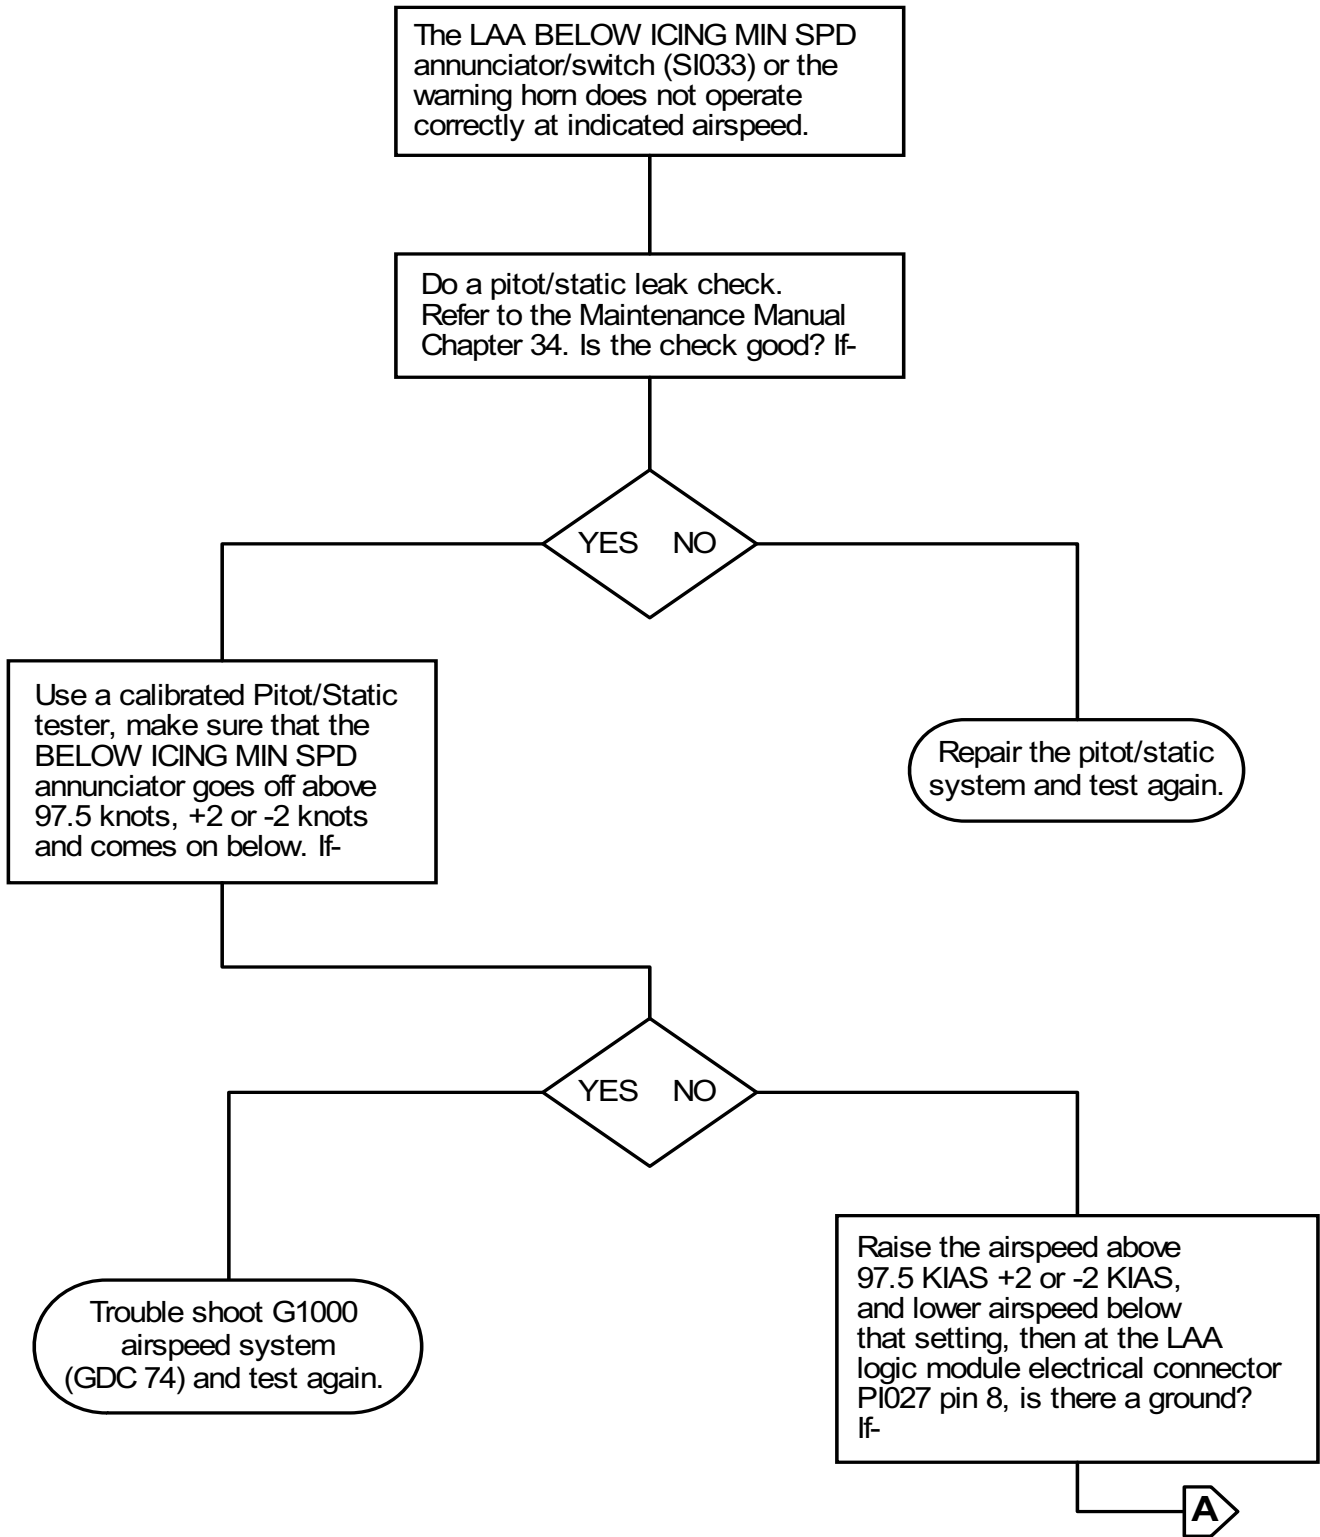 The LAA BELOW ICING MIN SPD
annunciator/switch (SI033) or the
warning horn does not operate
correctly at indicated airspeed.
Do a pitot/static leak check.
Refer to the Maintenance Manual
Chapter 34. Is the check good? If-
YES NO
Use a calibrated Pitot/Static
tester, make sure that the
BELOW ICING MIN SPD
annunciator goes off above
97.5 knots, +2 or -2 knots
and comes on below. If-
Repair the pitot/static
system and test again.
YES NO
Trouble shoot G1000
airspeed system
(GDC 74) and test again.
Raise the airspeed above
97.5 KIAS +2 or -2 KIAS,
and lower airspeed below
that setting, then at the LAA
logic module electrical connector
PI027 pin 8, is there a ground?
If-
A